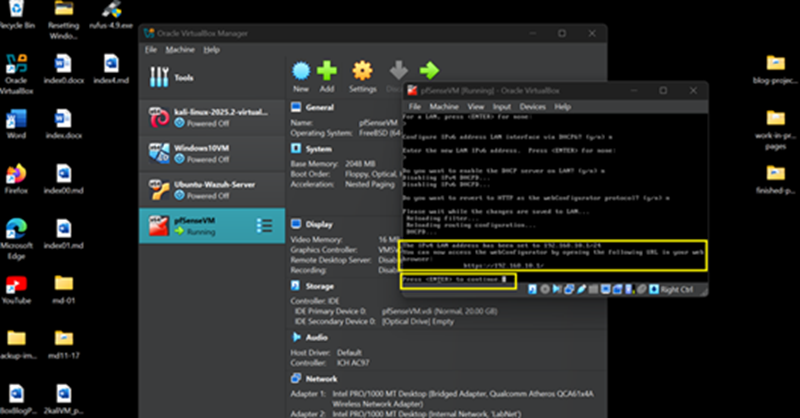 Recycle Bin
Resetting
Windo...
rufus-4.9.exe
Oracle
VirtualBox
index0.docx
index4.md
Word
index.docx
Firefox
index00.md
Microsoft
Edge
index01.md
YouTube
md-01
ackup-im...
md11-17
BoxBlogP...
2kaliVM_p...
Oracle VirtualBox Manager
File Machine Help
Tools
kali-linux-2025.2-virtual...
Powered Off
Windows10VM
Powered Off
Ubuntu-Wazuh-Server
Powered Off
pfSenseVM
Running
New Add Settings
General
Name:
Operating System: FreeBSD (64
System
Base Memory: 2048 MB
Boot Order: Floppy, Optical,
Acceleration: Nested Paging
Display
Video Memory: 16 M
Graphics Controller: VMSV
Remote Desktop Server: Disab
Recording: Disab
Storage
Controller: IDE
IDE Primary Device 0: pfSenseVM.vdi (Normal, 20.00 GB)
IDE Secondary Device 0: [Optical Drive] Empty
Audio
Host Driver: Default
Controller: ICH AC97
Network
Adapter 1: Intel PRO/1000 MT Desktop (Bridged Adapter, Qualcomm Atheros QCA61x4A
Wireless Network Adapter)
Adapter 2: Intel PRO/1000 MT Desktop (Internal Network, 'LabNet')
pfSenseVM [Running] - Oracle VirtualBox
File Machine View Input Devices Help
For a LAN, press <ENTER> for none:
Configure IPv6 address LAN interface via DHCP6? (y/n) n
Enter the new LAN IPv6 address. Press <ENTER> for none:
Do you want to enable the DHCP server on LAN? (y/n) n
Disabling IPv4 DHCPD...
Disabling IPv6 DHCPD...
Do you want to revert to HTTP as the webConfigurator protocol? (y/n) n
Please wait while the changes are saved to LAN...
Reloading filter...
Reloading routing configuration...
DHCPD...
The IPv4 LAN address has been set to 192.168.10.1/24
You can now access the webConfigurator by opening the following URL in your web
browser:
https://192.168.10.1/
Press <ENTER> to continue.
Right Ctrl
blog-projec...
work-in-pr...
pages
finished-p...